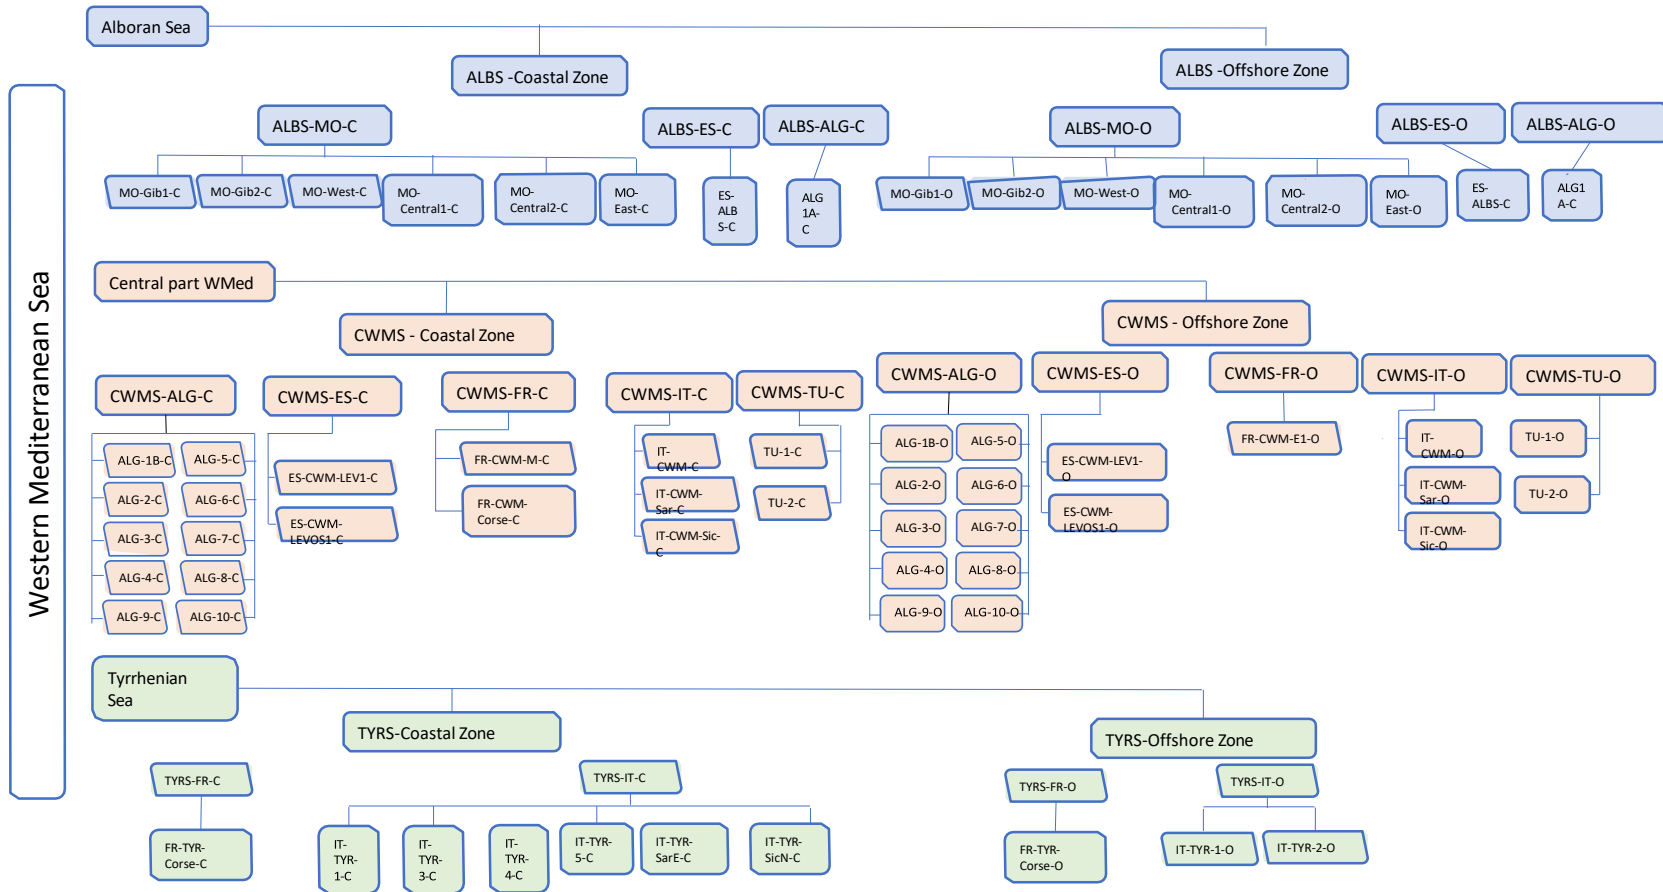 Western Mediterranean Sea
Alboran Sea
ALBS -Coastal Zone
ALBS -Offshore Zone
ALBS-MO-C
ALBS-ES-C
ALBS-ALG-C
ALBS-MO-O
ALBS-ES-O
ALBS-ALG-O
MO-Gib1-C
MO-Gib2-C
MO-West-C
MO-
Central1-C
MO-
Central2-C
MO-
East-C
ES-
ALB
S-C
ALG
1A-
C
MO-Gib1-O
MO-Gib2-O
MO-West-O
MO-
Central1-O
MO-
Central2-O
MO-
East-O
ES-
ALBS-C
ALG1
A-C
Central part WMed
CWMS - Coastal Zone
CWMS - Offshore Zone
CWMS-ALG-C
CWMS-ES-C
CWMS-FR-C
CWMS-IT-C
CWMS-TU-C
CWMS-ALG-O
CWMS-ES-O
CWMS-FR-O
CWMS-IT-O
CWMS-TU-O
ALG-1B-C
ALG-5-C
ALG-2-C
ALG-6-C
ALG-3-C
ALG-7-C
ALG-4-C
ALG-8-C
ALG-9-C
ALG-10-C
ES-CWM-LEV1-C
ES-CWM-
LEVOS1-C
FR-CWM-M-C
FR-CWM-
Corse-C
IT-
CWM-C
IT-CWM-
Sar-C
IT-CWM-Sic-
C
TU-1-C
TU-2-C
ALG-1B-O
ALG-5-O
ALG-2-O
ALG-6-O
ALG-3-O
ALG-7-O
ALG-4-O
ALG-8-O
ALG-9-O
ALG-10-O
ES-CWM-LEV1-
O
ES-CWM-
LEVOS1-O
FR-CWM-E1-O
IT-
CWM-O
IT-CWM-
Sar-O
IT-CWM-
Sic-O
TU-1-O
TU-2-O
Tyrrhenian
Sea
TYRS-Coastal Zone
TYRS-Offshore Zone
TYRS-FR-C
TYRS-IT-C
TYRS-FR-O
TYRS-IT-O
FR-TYR-
Corse-C
IT-
TYR-
1-C
IT-
TYR-
3-C
IT-
TYR-
4-C
IT-TYR-
5-C
IT-TYR-
SarE-C
IT-TYR-
SicN-C
FR-TYR-
Corse-O
IT-TYR-1-O
IT-TYR-2-O